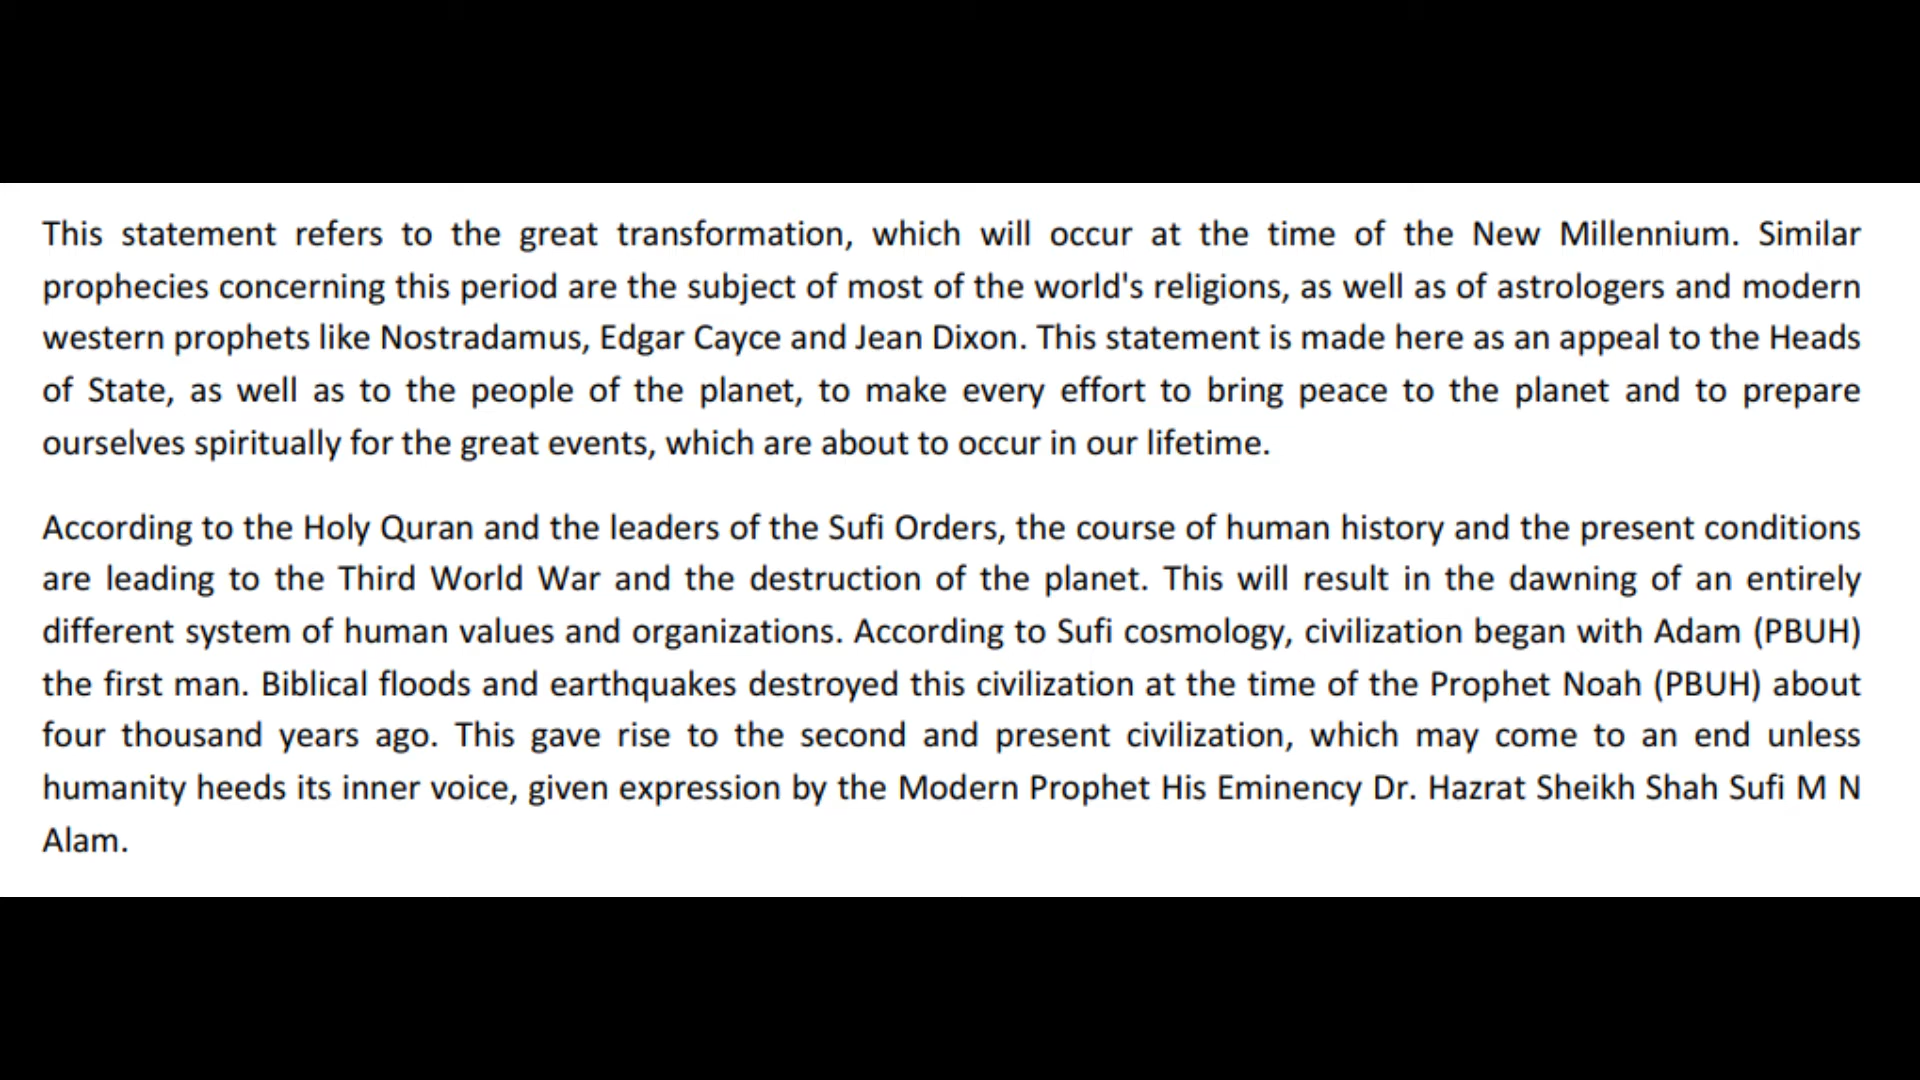 This statement refers to the great transformation, which will occur at the time of the New Millennium. Similar
prophecies concerning this period are the subject of most of the world's religions, as well as of astrologers and modern
western prophets like Nostradamus, Edgar Cayce and Jean Dixon. This statement is made here as an appeal to the Heads
of State, as well as to the people of the planet, to make every effort to bring peace to the planet and to prepare
ourselves spiritually for the great events, which are about to occur in our lifetime.
According to the Holy Quran and the leaders of the Sufi Orders, the course of human history and the present conditions
are leading to the Third World War and the destruction of the planet. This will result in the dawning of an entirely
different system of human values and organizations. According to Sufi cosmology, civilization began with Adam (PBUH)
the first man. Biblical floods and earthquakes destroyed this civilization at the time of the Prophet Noah (PBUH) about
four thousand years ago. This gave rise to the second and present civilization, which may come to an end unless
humanity heeds its inner voice, given expression by the Modern Prophet His Eminency Dr. Hazrat Sheikh Shah Sufi M N
Alam.